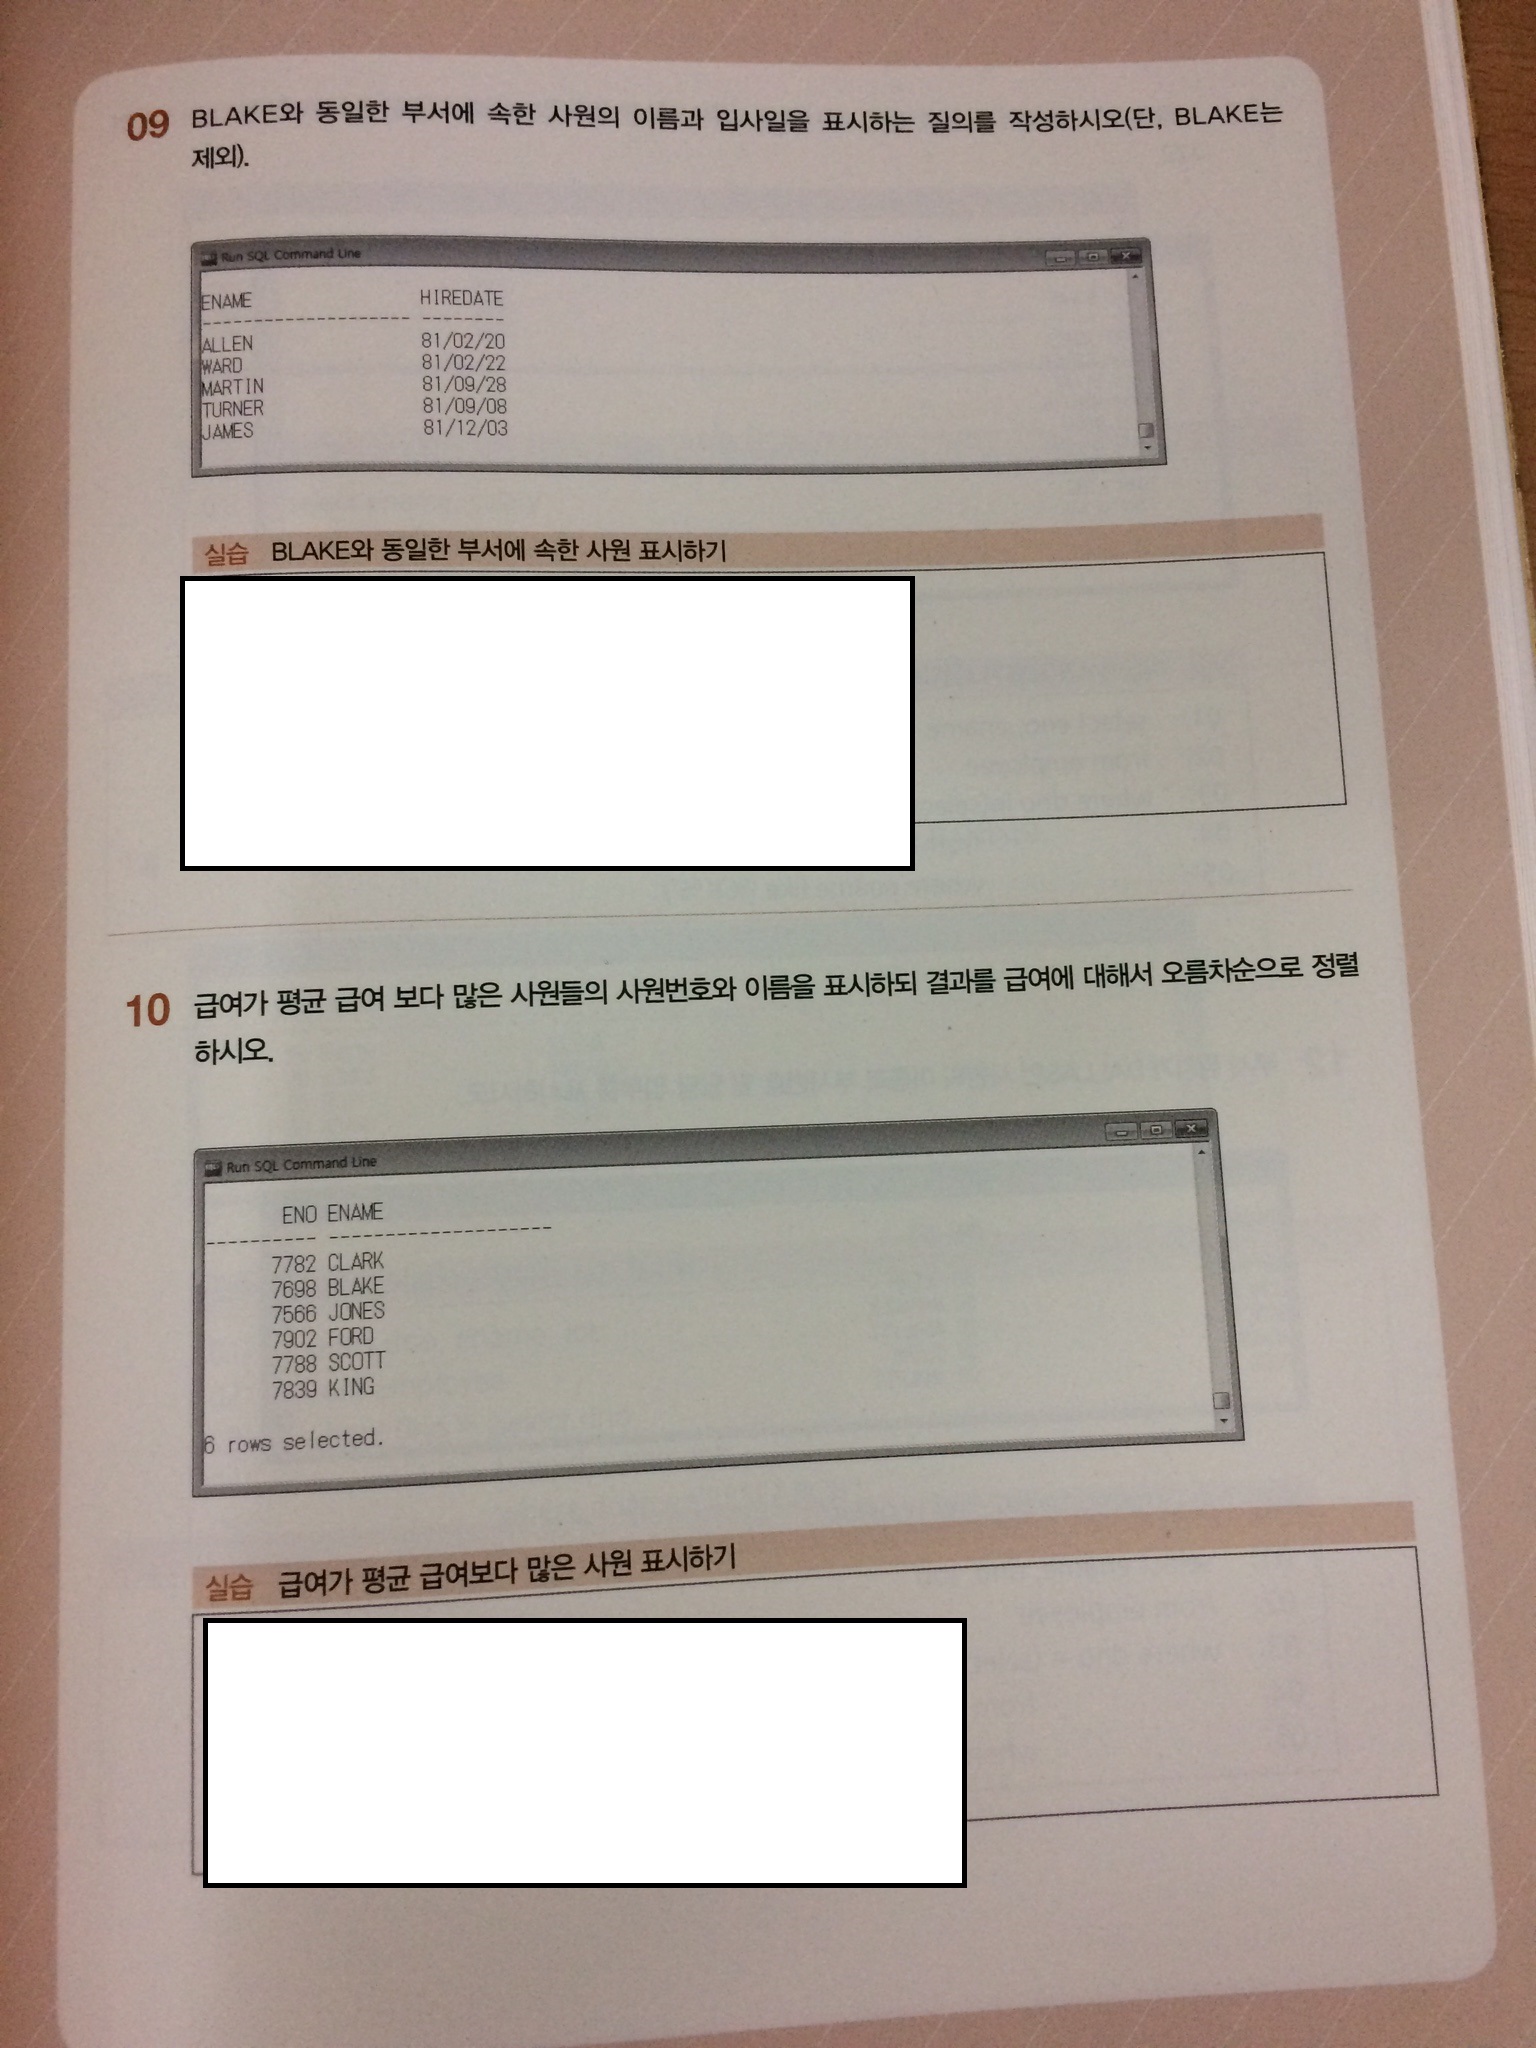 09 BLAKE와 동일한 부서에 속한 사원의 이름과 입사일을 표시하는 질의를 작성하시오(단, BLAKE는
제외).
Run SQL Command Line
ENAME HIREDATE
-------------------- --------
ALLEN 81/02/20
WARD 81/02/22
MARTIN 81/09/28
TURNER 81/09/08
JAMES 81/12/03
실습 BLAKE와 동일한 부서에 속한 사원 표시하기
10 급여가 평균 급여 보다 많은 사원들의 사원번호와 이름을 표시하되 결과를 급여에 대해서 오름차순으로 정렬
하시오.
Run SQL Command Line
ENO ENAME
---------- --------------------
7782 CLARK
7698 BLAKE
7566 JONES
7902 FORD
7788 SCOTT
7839 KING
6 rows selected.
실습 급여가 평균 급여보다 많은 사원 표시하기